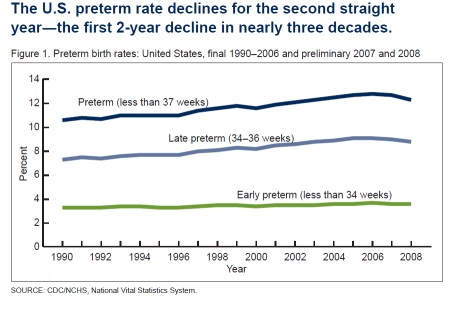 The U.S. preterm rate declines for the second straight
year—the first 2-year decline in nearly three decades.
Figure 1. Preterm birth rates: United States, final 1990–2006 and preliminary 2007 and 2008
14
12
10
8
6
4
2
0
Percent
Preterm (less than 37 weeks)
Late preterm (34–36 weeks)
Early preterm (less than 34 weeks)
1990 1992 1994 1996 1998 2000 2002 2004 2006 2008
Year
SOURCE: CDC/NCHS, National Vital Statistics System.